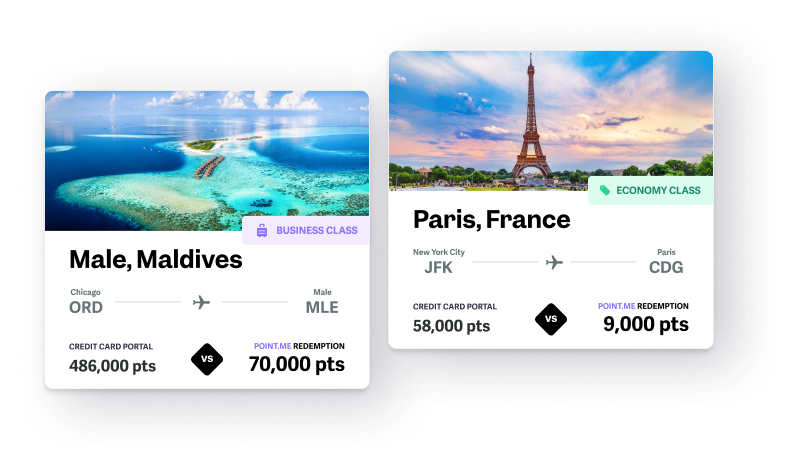 BUSINESS CLASS
Male, Maldives
Chicago Male
ORD MLE
CREDIT CARD PORTAL POINT.ME REDEMPTION
486,000 pts VS 70,000 pts
ECONOMY CLASS
Paris, France
New York City Paris
JFK CDG
CREDIT CARD PORTAL POINT.ME REDEMPTION
58,000 pts VS 9,000 pts